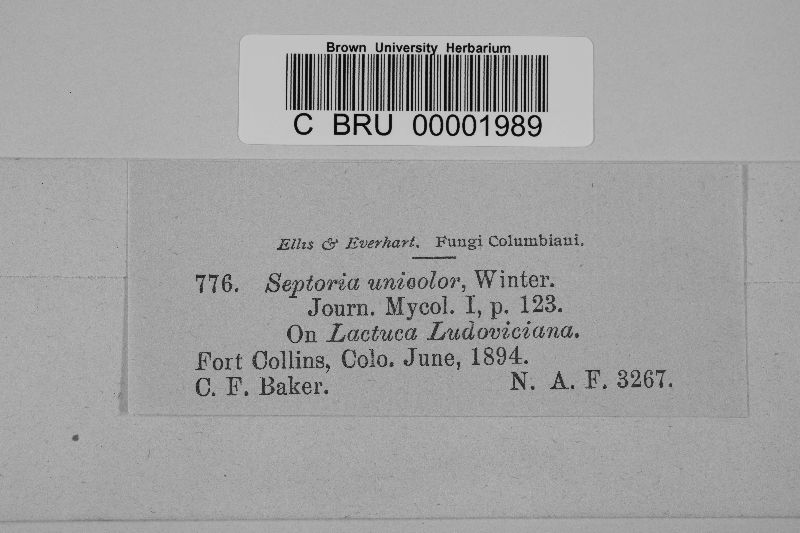 Brown University Herbarium
C BRU 00001989
Ellis & Everhart. Fungi Columbiani.
776. Septoria unicolor, Winter.
Journ. Mycol. I, p. 123.
On Lactuca Ludoviciana.
Fort Collins, Colo. June, 1894.
C. F. Baker. N. A. F. 3267.